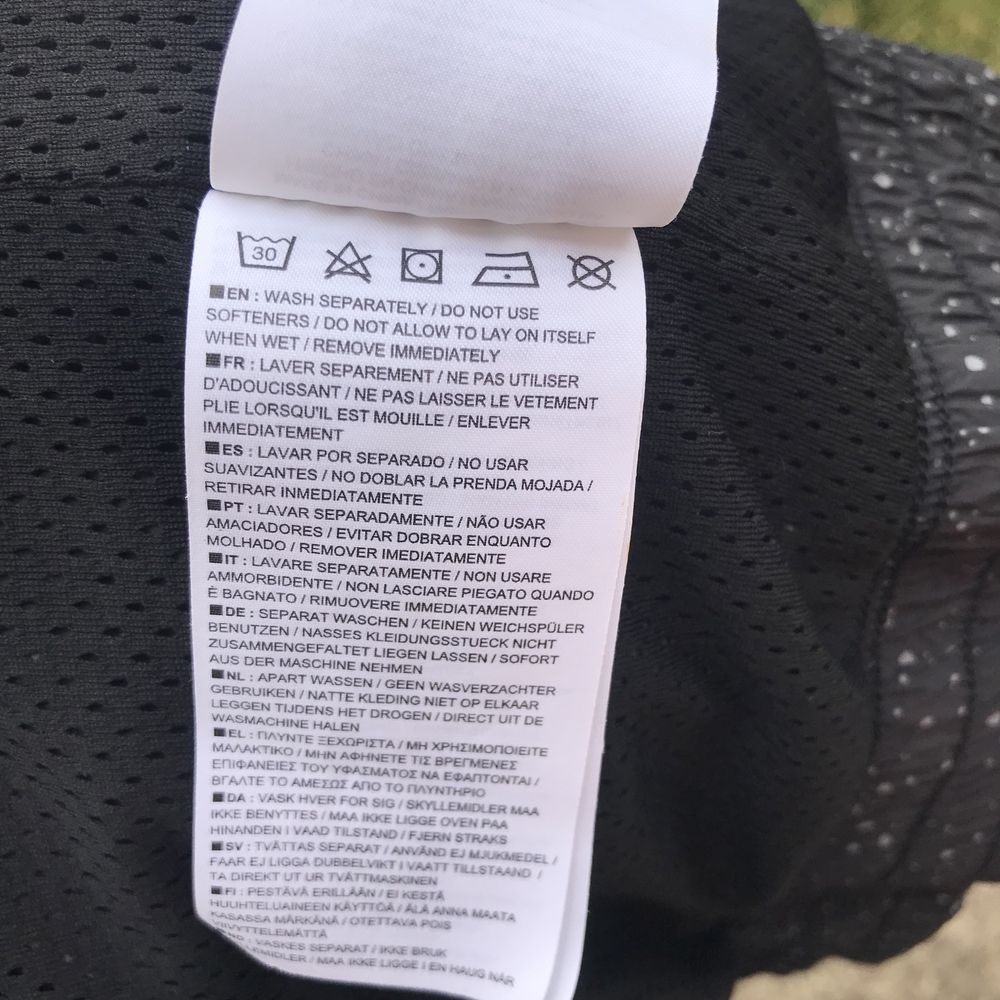 30
EN : WASH SEPARATELY / DO NOT USE
SOFTENERS / DO NOT ALLOW TO LAY ON ITSELF
WHEN WET / REMOVE IMMEDIATELY
FR : LAVER SEPAREMENT / NE PAS UTILISER
D'ADOUCISSANT / NE PAS LAISSER LE VETEMENT
PLIE LORSQU'IL EST MOUILLE / ENLEVER
IMMEDIATEMENT
ES : LAVAR POR SEPARADO / NO USAR
SUAVIZANTES / NO DOBLAR LA PRENDA MOJADA /
RETIRAR INMEDIATAMENTE
PT : LAVAR SEPARADAMENTE / NÃO USAR
AMACIADORES / EVITAR DOBRAR ENQUANTO
MOLHADO / REMOVER IMEDIATAMENTE
IT : LAVARE SEPARATAMENTE / NON USARE
AMMORBIDENTE / NON LASCIARE PIEGATO QUANDO
È BAGNATO / RIMUOVERE IMMEDIATAMENTE
DE : SEPARAT WASCHEN / KEINEN WEICHSPÜLER
BENUTZEN / NASSES KLEIDUNGSSTUECK NICHT
ZUSAMMENGEFALTET LIEGEN LASSEN / SOFORT
AUS DER MASCHINE NEHMEN
NL : APART WASSEN / GEEN WASVERZACHTER
GEBRUIKEN / NATTE KLEDING NIET OP ELKAAR
LEGGEN TIJDENS HET DROGEN / DIRECT UIT DE
WASMACHINE HALEN
EL : ΠΛΥΝΤΕ ΞΕΧΩΡΙΣΤΑ / ΜΗ ΧΡΗΣΙΜΟΠΟΙΕΙΤΕ
ΜΑΛΑΚΤΙΚΟ / ΜΗΝ ΑΦΗΝΕΤΕ ΤΙΣ ΒΡΕΓΜΕΝΕΣ
ΕΠΙΦΑΝΕΙΕΣ ΤΟΥ ΥΦΑΣΜΑΤΟΣ ΝΑ ΕΦΑΠΤΟΝΤΑΙ /
ΒΓΑΛΤΕ ΤΟ ΑΜΕΣΩΣ ΑΠΟ ΤΟ ΠΛΥΝΤΗΡΙΟ
DA : VASK HVER FOR SIG / SKYLLEMIDLER MAA
IKKE BENYTTES / MAA IKKE LIGGE OVEN PAA
HINANDEN I VAAD TILSTAND / FJERN STRAKS
SV : TVÄTTAS SEPARAT / ANVÄND EJ MJUKMEDEL /
FAAR EJ LIGGA DUBBELVIKT I VAATT TILLSTAAND /
TA DIREKT UT UR TVÄTTMASKINEN
FI : PESTÄVÄ ERILLÄÄN / EI KESTÄ
HUUHTELUAINEEN KÄYTTÖÄ / ÄLÄ ANNA MAATA
KASASSA MÄRKÄNÄ / OTETTAVA POIS
VIIVYTTELEMÄTTÄ
VASKES SEPARAT / IKKE BRUK
/ MAA IKKE LIGGE I EN HAUG NÅR